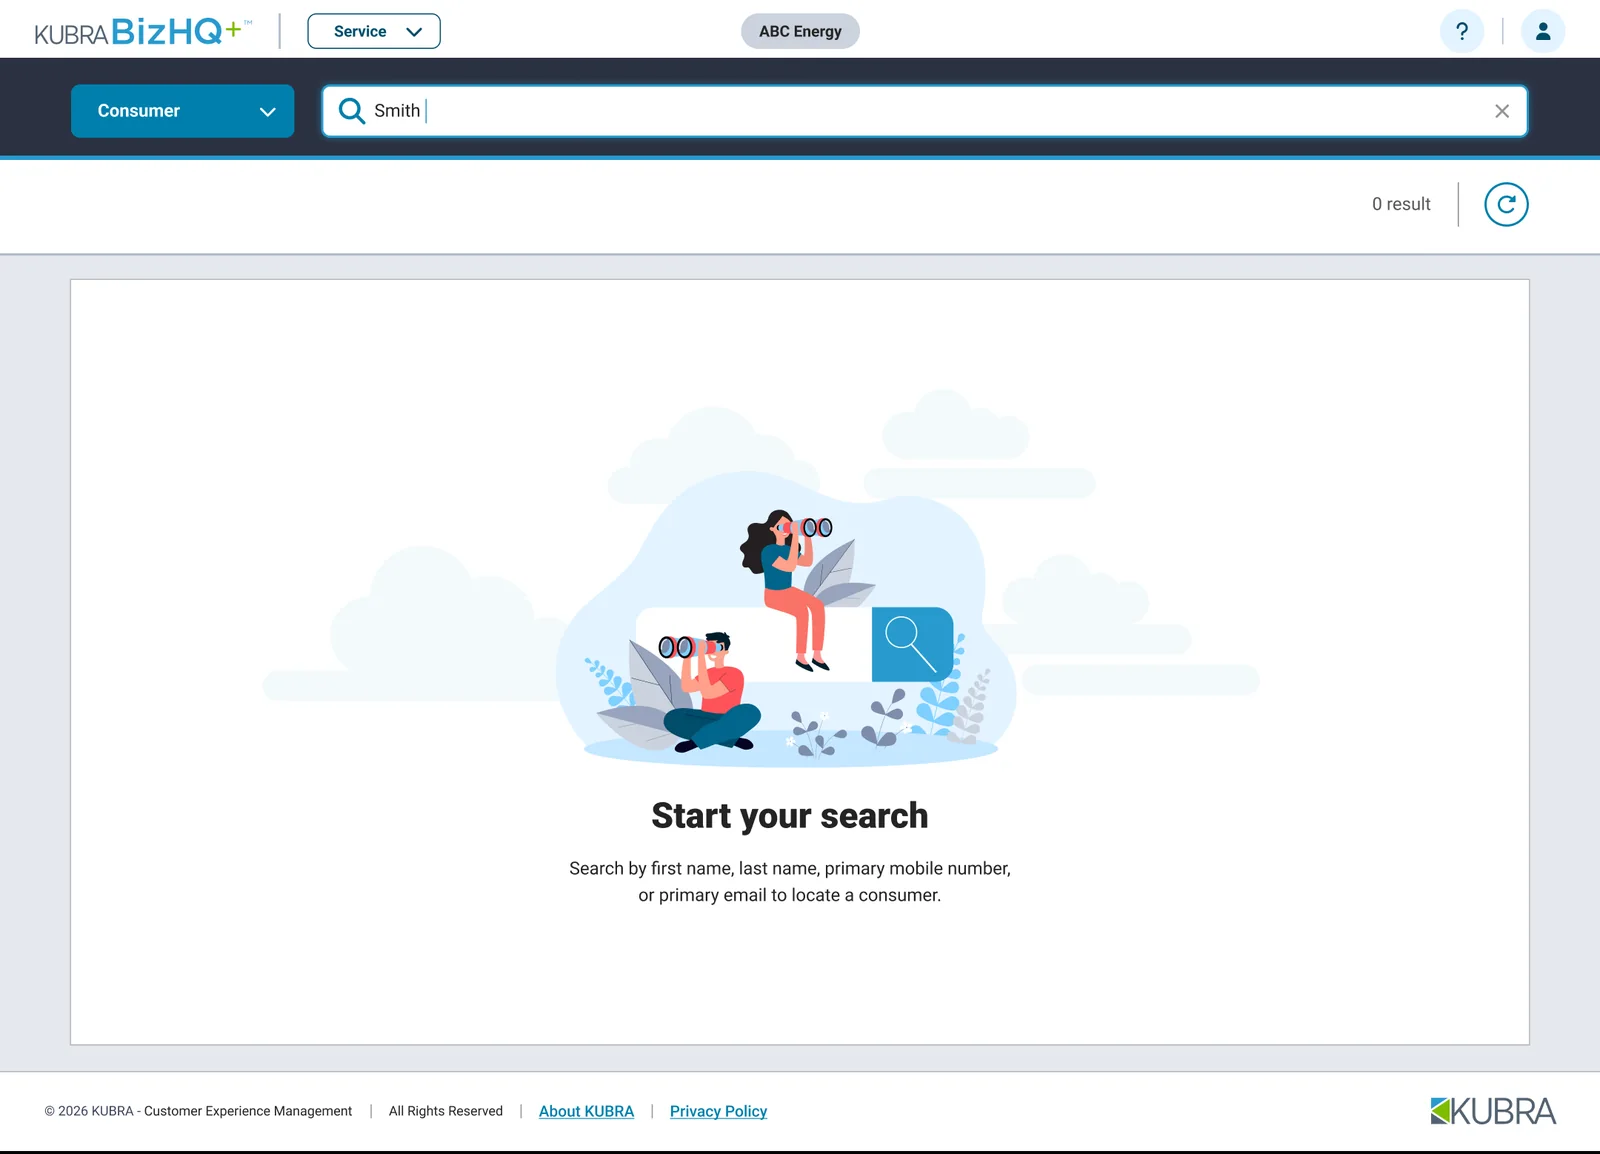 KUBRA BizHQ+™
Service
ABC Energy
?
Consumer
Smith
0 result
Start your search
Search by first name, last name, primary mobile number,
or primary email to locate a consumer.
© 2026 KUBRA - Customer Experience Management | All Rights Reserved | About KUBRA | Privacy Policy
KUBRA